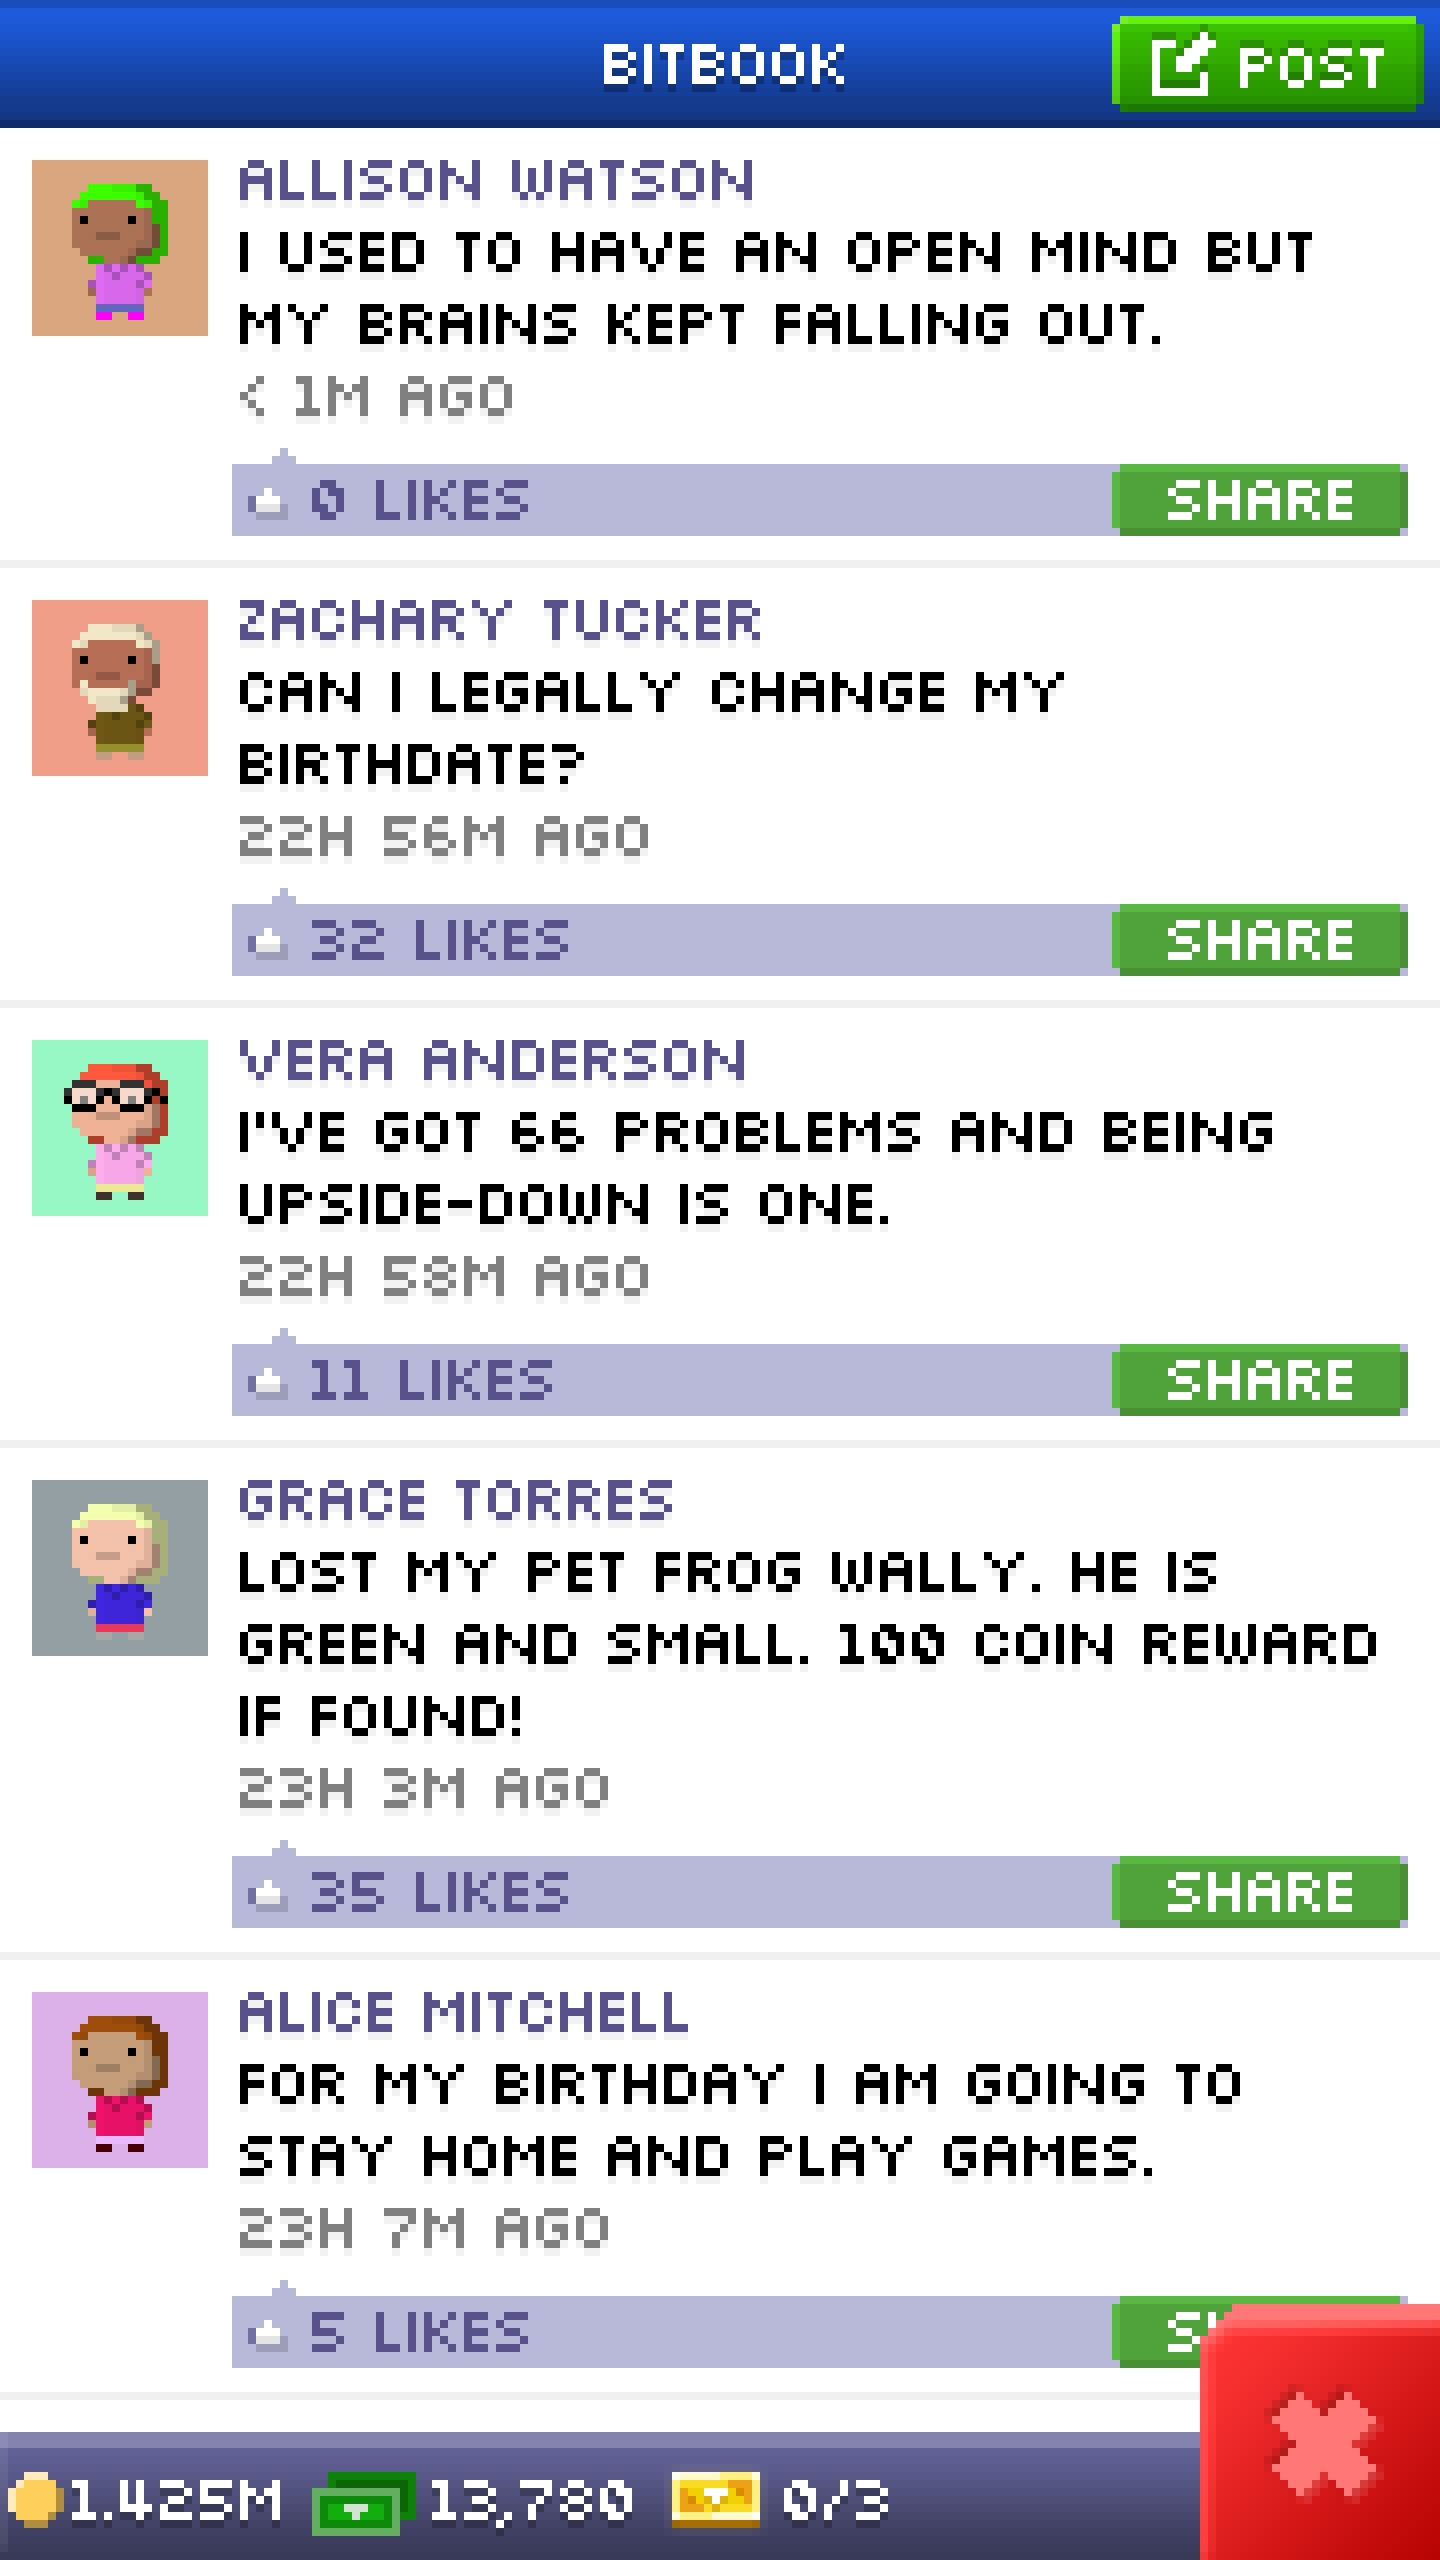 BITBOOK
POST
ALLISON WATSON
I USED TO HAVE AN OPEN MIND BUT
MY BRAINS KEPT FALLING OUT.
< 1M AGO
0 LIKES
SHARE
ZACHARY TUCKER
CAN I LEGALLY CHANGE MY
BIRTHDATE?
22H 56M AGO
32 LIKES
SHARE
VERA ANDERSON
I'VE GOT 66 PROBLEMS AND BEING
UPSIDE-DOWN IS ONE.
22H 58M AGO
11 LIKES
SHARE
GRACE TORRES
LOST MY PET FROG WALLY. HE IS
GREEN AND SMALL. 100 COIN REWARD
IF FOUND!
23H 3M AGO
35 LIKES
SHARE
ALICE MITCHELL
FOR MY BIRTHDAY I AM GOING TO
STAY HOME AND PLAY GAMES.
23H 7M AGO
5 LIKES
1.425M
13,780
0/3